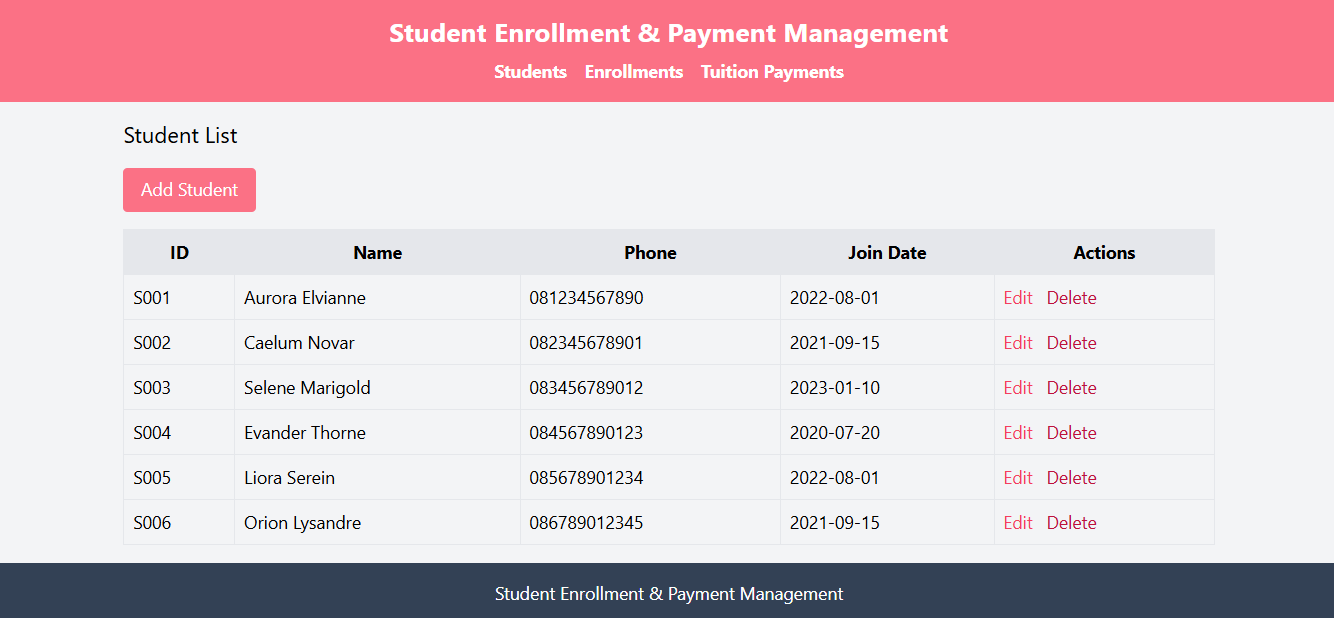 Student Enrollment & Payment Management
Students Enrollments Tuition Payments
Student List
Add Student
ID Name Phone Join Date Actions
S001 Aurora Elvianne 081234567890 2022-08-01 Edit Delete
S002 Caelum Novar 082345678901 2021-09-15 Edit Delete
S003 Selene Marigold 083456789012 2023-01-10 Edit Delete
S004 Evander Thorne 084567890123 2020-07-20 Edit Delete
S005 Liora Serein 085678901234 2022-08-01 Edit Delete
S006 Orion Lysandre 086789012345 2021-09-15 Edit Delete
Student Enrollment & Payment Management